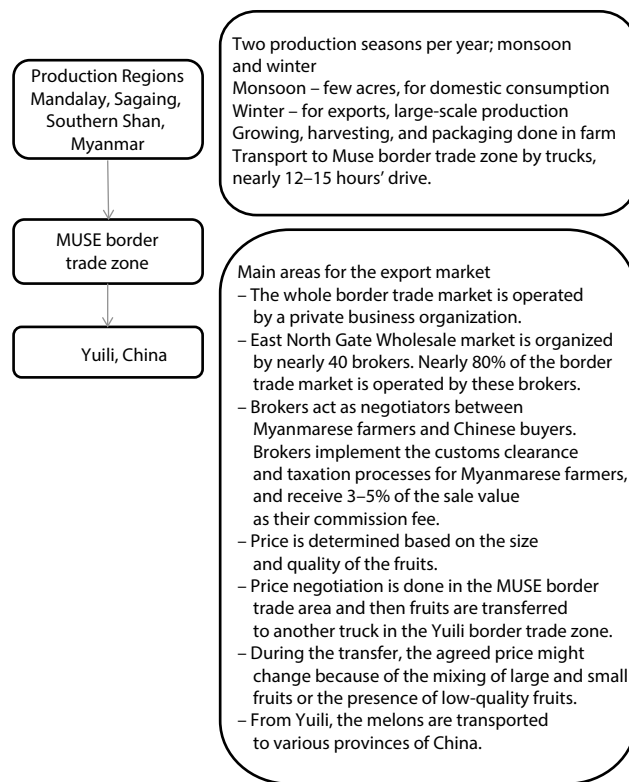 Production Regions
Mandalay, Sagaing,
Southern Shan,
Myanmar
MUSE border
trade zone
Yuili, China
Two production seasons per year; monsoon
and winter
Monsoon – few acres, for domestic consumption
Winter – for exports, large-scale production
Growing, harvesting, and packaging done in farm
Transport to Muse border trade zone by trucks,
nearly 12–15 hours’ drive.
Main areas for the export market
– The whole border trade market is operated
by a private business organization.
– East North Gate Wholesale market is organized
by nearly 40 brokers. Nearly 80% of the border
trade market is operated by these brokers.
– Brokers act as negotiators between
Myanmarese farmers and Chinese buyers.
Brokers implement the customs clearance
and taxation processes for Myanmarese farmers,
and receive 3–5% of the sale value
as their commission fee.
– Price is determined based on the size
and quality of the fruits.
– Price negotiation is done in the MUSE border
trade area and then fruits are transferred
to another truck in the Yuili border trade zone.
– During the transfer, the agreed price might
change because of the mixing of large and small
fruits or the presence of low-quality fruits.
– From Yuili, the melons are transported
to various provinces of China.